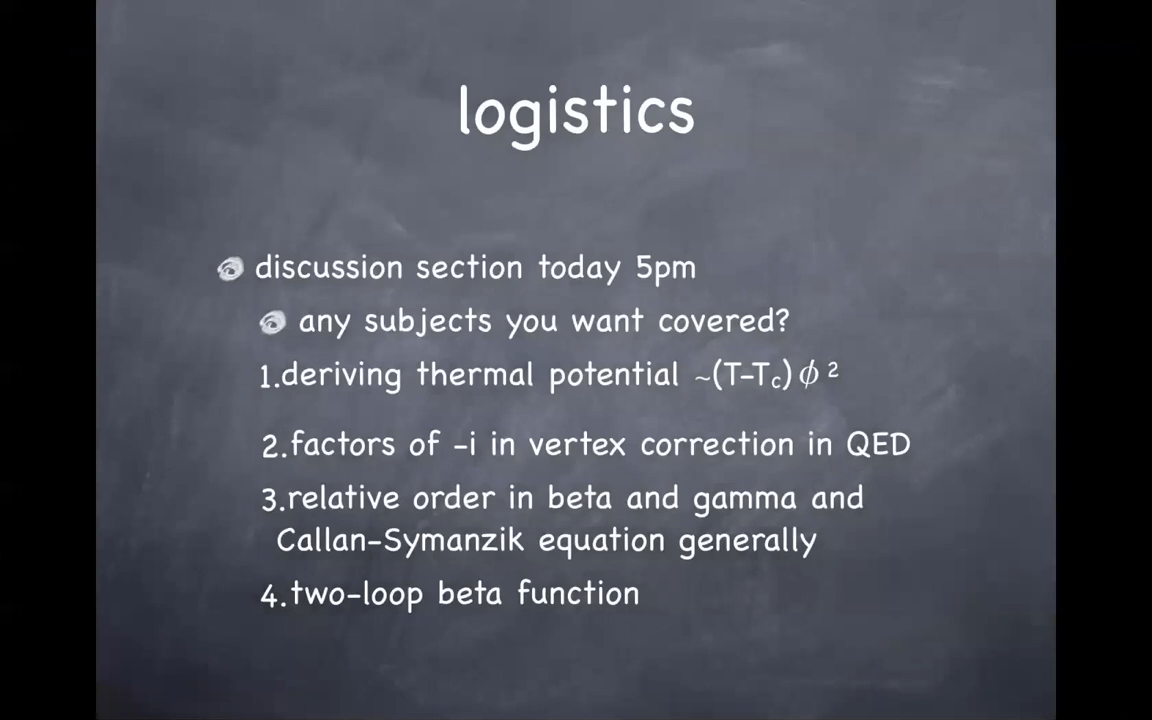 logistics
discussion section today 5pm
any subjects you want covered?
1.deriving thermal potential ~(T-Tc)ϕ²
2.factors of -i in vertex correction in QED
3.relative order in beta and gamma and
Callan-Symanzik equation generally
4.two-loop beta function